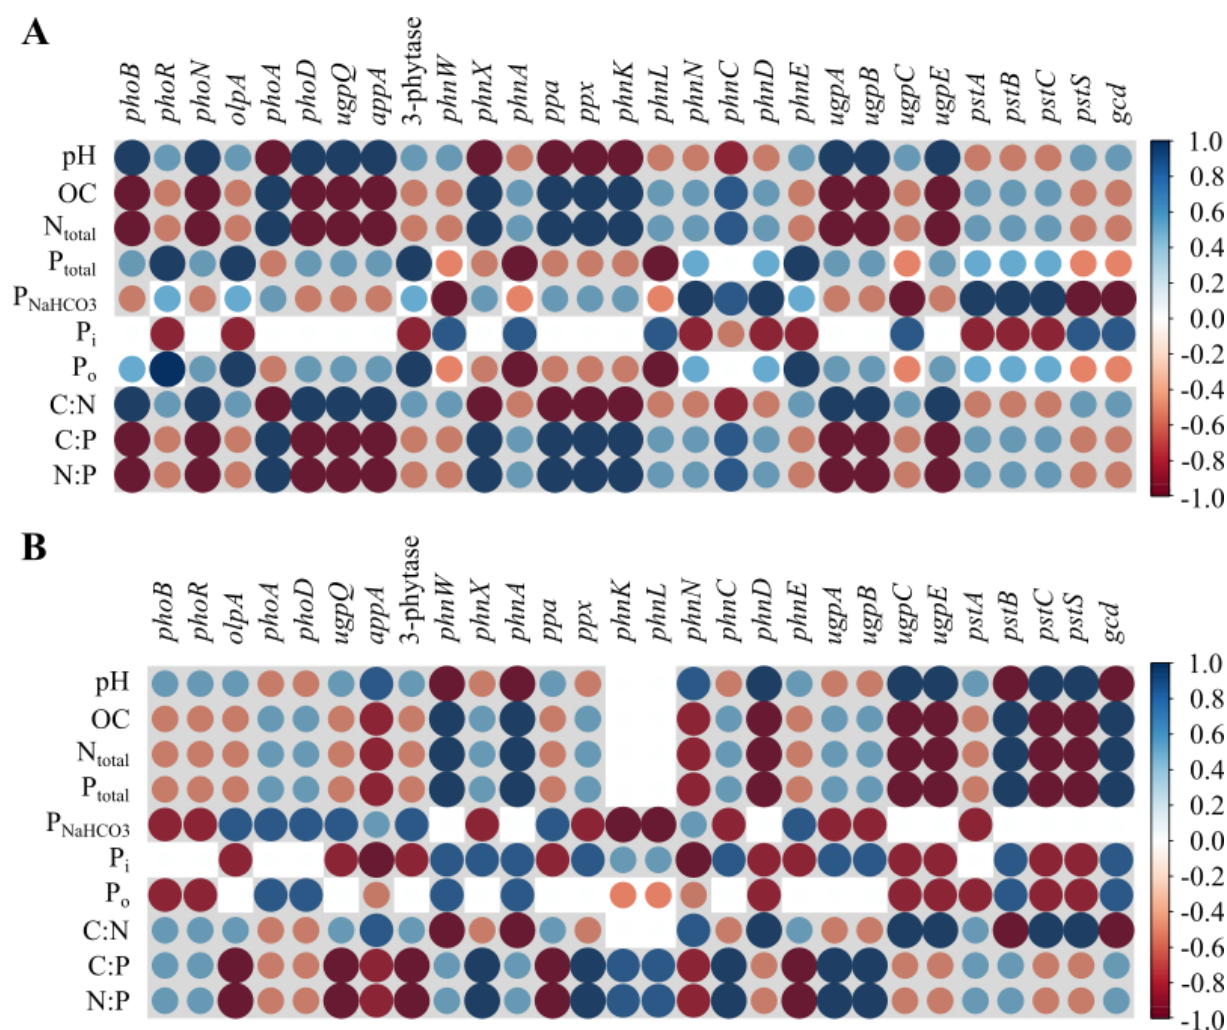 A
phoB phoR phoN olpA phoA phoD ugpQ appA 3-phytase phnW phnX phnA ppa ppx phnK phnL phnN phnC phnD phnE ugpA ugpB ugpC ugpE pstA pstB pstC pstS gcd
pH
OC
Ntotal
Ptotal
PNaHCO3
Pi
Po
C:N
C:P
N:P
1.0
0.8
0.6
0.4
0.2
0.0
-0.2
-0.4
-0.6
-0.8
-1.0
B
phoB phoR olpA phoA phoD ugpQ appA 3-phytase phnW phnX phnA ppa ppx phnK phnL phnN phnC phnD phnE ugpA ugpB ugpC ugpE pstA pstB pstC pstS gcd
pH
OC
Ntotal
Ptotal
PNaHCO3
Pi
Po
C:N
C:P
N:P
1.0
0.8
0.6
0.4
0.2
0.0
-0.2
-0.4
-0.6
-0.8
-1.0